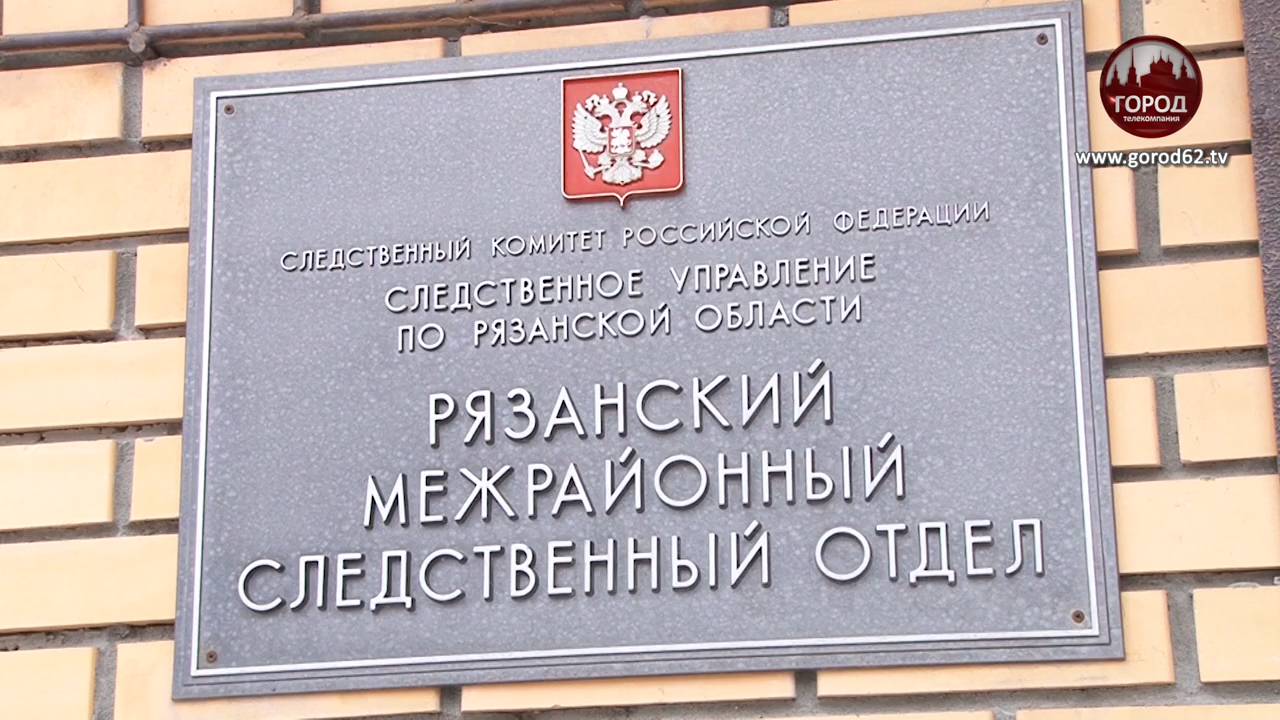 ГОРОД
телекомпания
www.gorod62.tv
СЛЕДСТВЕННЫЙ КОМИТЕТ РОССИЙСКОЙ ФЕДЕРАЦИИ
СЛЕДСТВЕННОЕ УПРАВЛЕНИЕ
ПО РЯЗАНСКОЙ ОБЛАСТИ
РЯЗАНСКИЙ
МЕЖРАЙОННЫЙ
СЛЕДСТВЕННЫЙ ОТДЕЛ